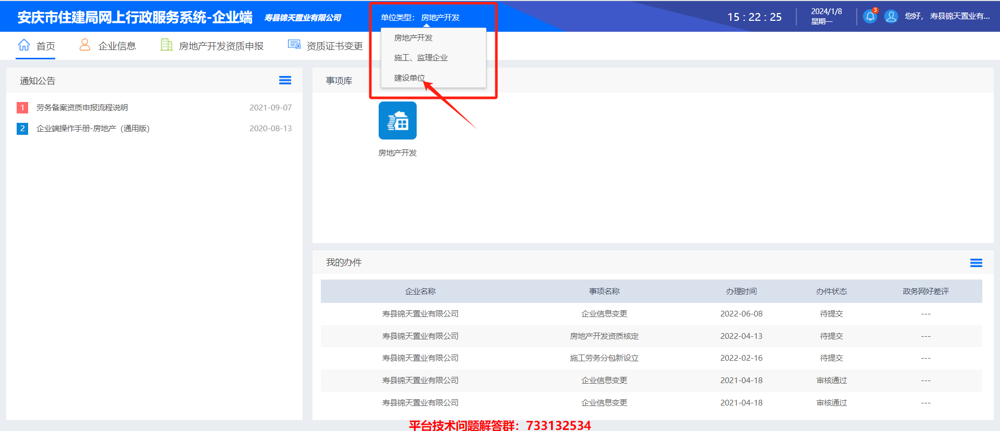 安庆市住建局网上行政服务系统-企业端
寿县锦天置业有限公司
单位类型： 房地产开发
15 : 22 : 25
2024/1/8
星期一
3
您好， 寿县锦天置业有...
首页
企业信息
房地产开发资质申报
资质证书变更
房地产开发
施工、监理企业
建设单位
通知公告
1 劳务备案资质申报流程说明 2021-09-07
2 企业端操作手册-房地产（通用版） 2020-08-13
事项库
房地产开发
我的办件
企业名称 事项名称 办理时间 办件状态 政务网好差评
寿县锦天置业有限公司 企业信息变更 2022-06-08 待提交 ---
寿县锦天置业有限公司 房地产开发资质核定 2022-04-13 待提交 ---
寿县锦天置业有限公司 施工劳务分包新设立 2022-02-16 待提交 ---
寿县锦天置业有限公司 企业信息变更 2021-04-18 审核通过 ---
寿县锦天置业有限公司 企业信息变更 2021-04-18 审核通过 ---
平台技术问题解答群：733132534